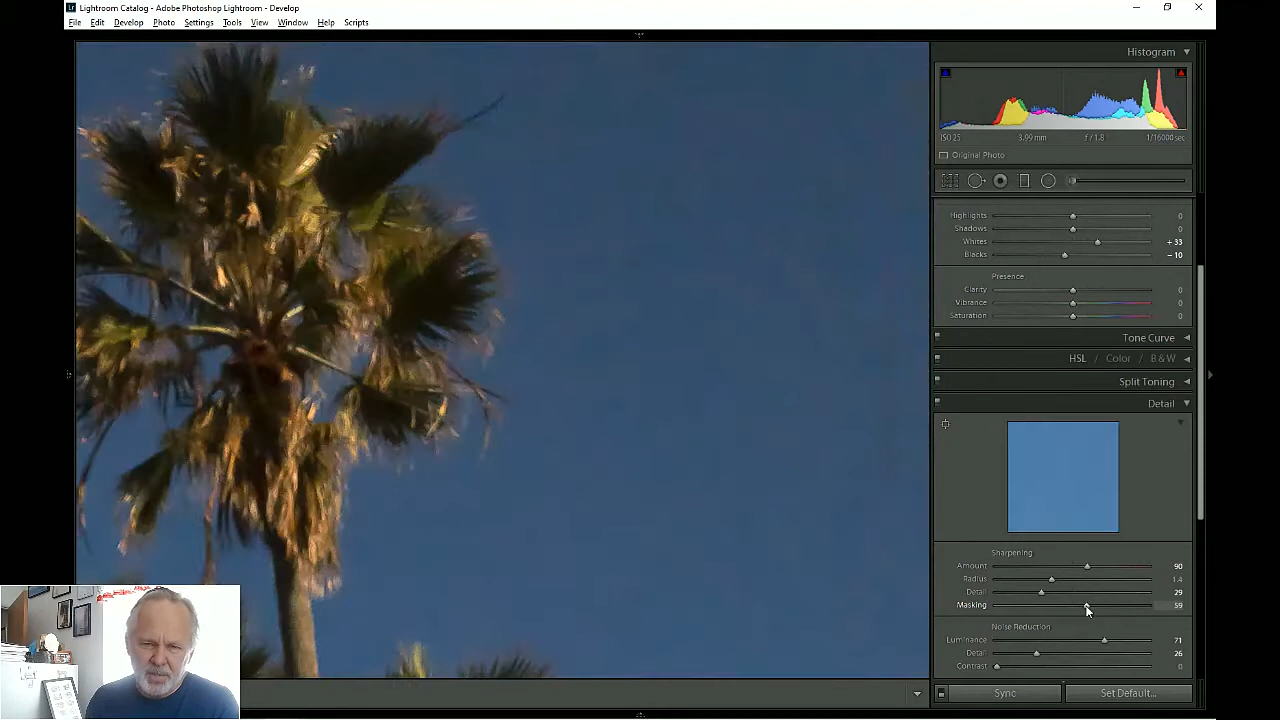 Lightroom Catalog - Adobe Photoshop Lightroom - Develop
File Edit Develop Photo Settings Tools View Window Help Scripts
Histogram
ISO 25 3.99 mm f / 1.8 1/16000 sec
Original Photo
Highlights 0
Shadows 0
Whites + 33
Blacks - 10
Presence
Clarity 0
Vibrance 0
Saturation 0
Tone Curve
HSL / Color / B & W
Split Toning
Detail
Sharpening
Amount 90
Radius 1.4
Detail 29
Masking 59
Noise Reduction
Luminance 71
Detail 26
Contrast 0
Sync Set Default...